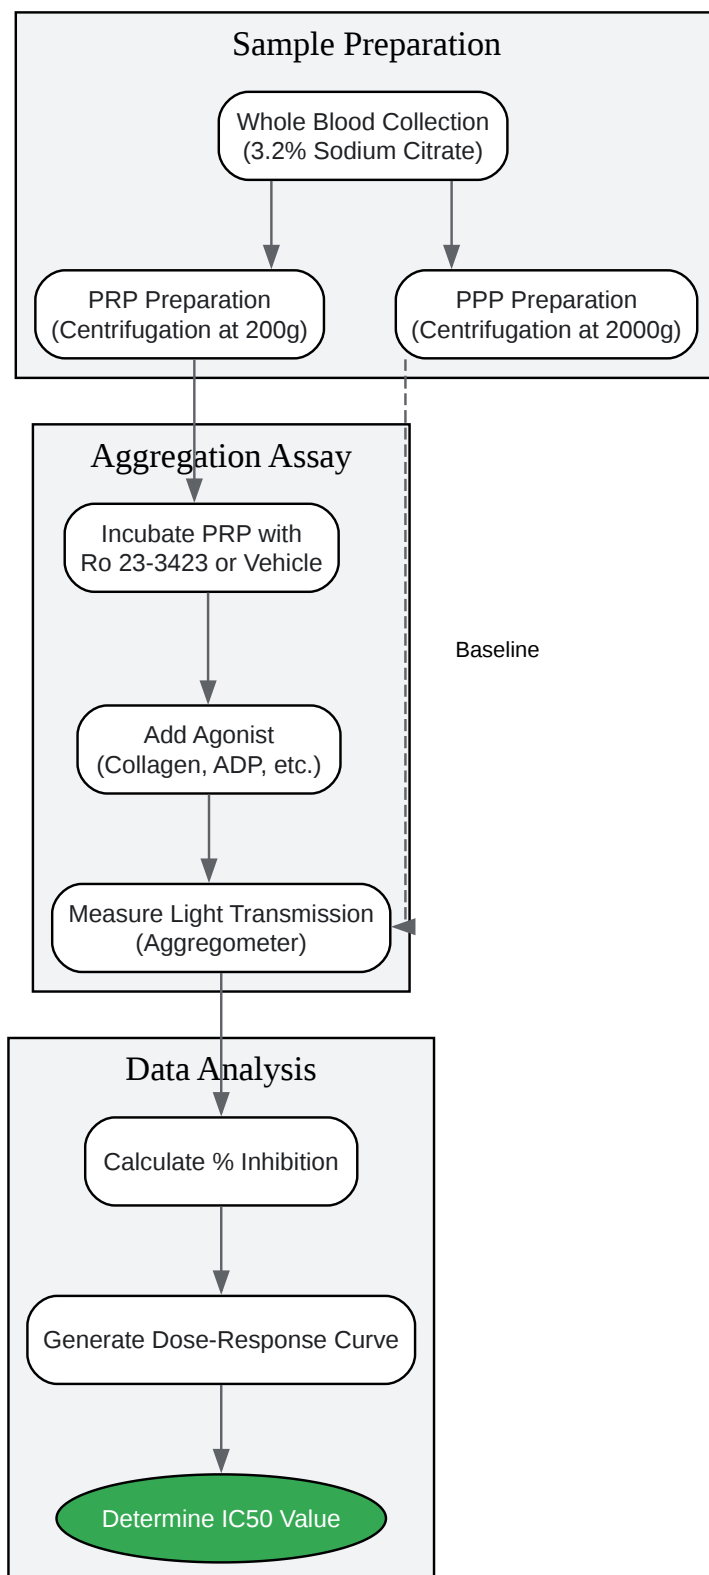 Sample Preparation
Whole Blood Collection
(3.2% Sodium Citrate)
PRP Preparation
(Centrifugation at 200g)
PPP Preparation
(Centrifugation at 2000g)
Aggregation Assay
Incubate PRP with
Ro 23-3423 or Vehicle
Baseline
Add Agonist
(Collagen, ADP, etc.)
Measure Light Transmission
(Aggregometer)
Data Analysis
Calculate % Inhibition
Generate Dose-Response Curve
Determine IC50 Value